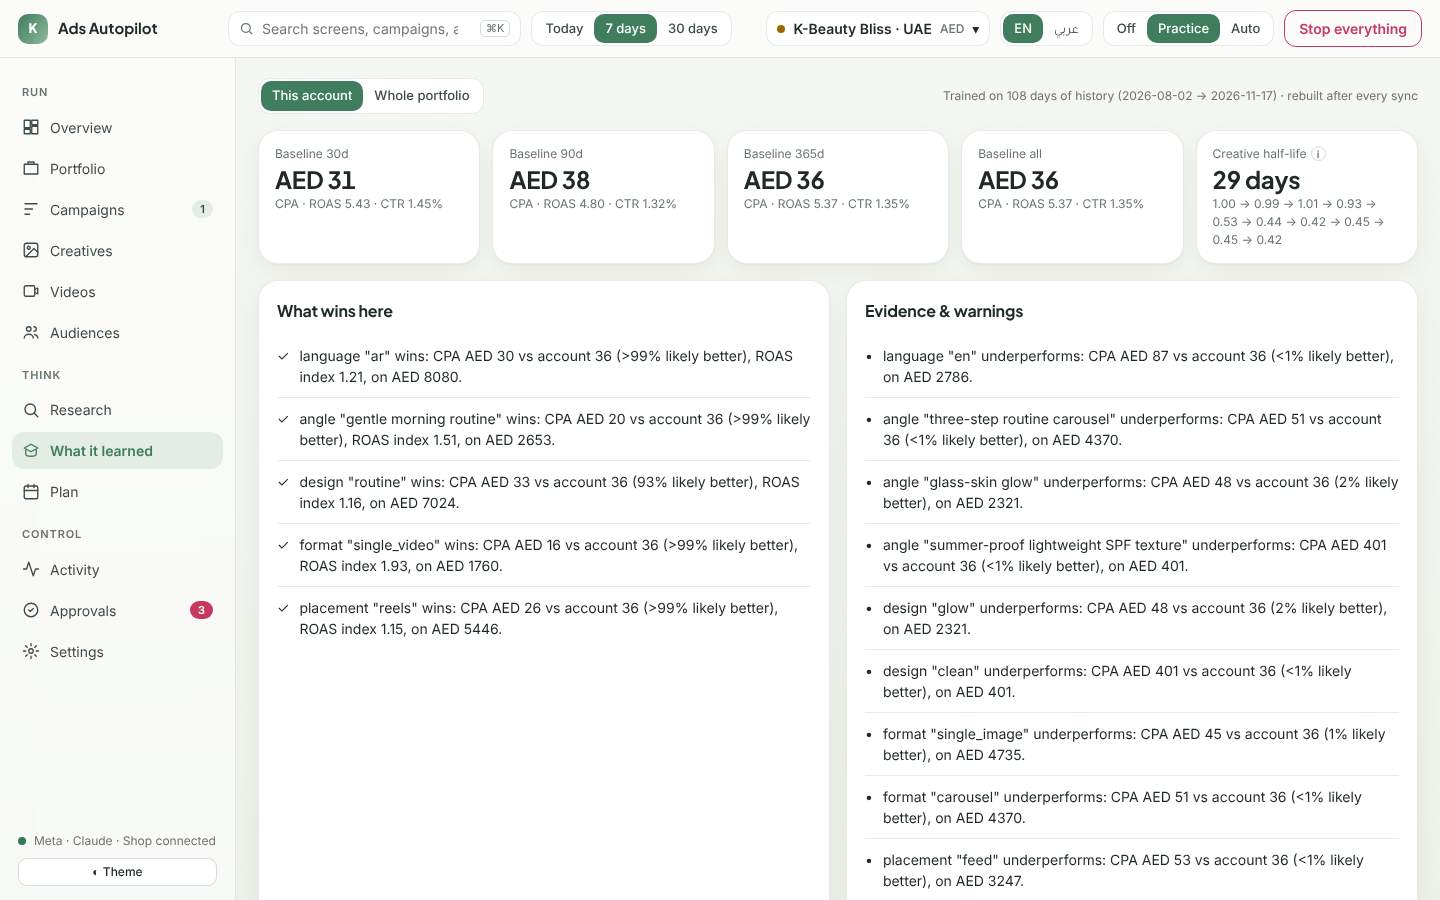 K
Ads Autopilot
Search screens, campaigns, a
⌘K
Today
7 days
30 days
K-Beauty Bliss · UAE AED ▾
EN
عربي
Off
Practice
Auto
Stop everything
RUN
Overview
Portfolio
Campaigns
1
Creatives
Videos
Audiences
THINK
Research
What it learned
Plan
CONTROL
Activity
Approvals
3
Settings
Meta · Claude · Shop connected
Theme
This account
Whole portfolio
Trained on 108 days of history (2026-08-02 → 2026-11-17) · rebuilt after every sync
Baseline 30d
AED 31
CPA · ROAS 5.43 · CTR 1.45%
Baseline 90d
AED 38
CPA · ROAS 4.80 · CTR 1.32%
Baseline 365d
AED 36
CPA · ROAS 5.37 · CTR 1.35%
Baseline all
AED 36
CPA · ROAS 5.37 · CTR 1.35%
Creative half-life i
29 days
1.00 → 0.99 → 1.01 → 0.93 →
0.53 → 0.44 → 0.42 → 0.45 →
0.45 → 0.42
What wins here
✓ language "ar" wins: CPA AED 30 vs account 36 (>99% likely better), ROAS
index 1.21, on AED 8080.
✓ angle "gentle morning routine" wins: CPA AED 20 vs account 36 (>99% likely
better), ROAS index 1.51, on AED 2653.
✓ design "routine" wins: CPA AED 33 vs account 36 (93% likely better), ROAS
index 1.16, on AED 7024.
✓ format "single_video" wins: CPA AED 16 vs account 36 (>99% likely better),
ROAS index 1.93, on AED 1760.
✓ placement "reels" wins: CPA AED 26 vs account 36 (>99% likely better),
ROAS index 1.15, on AED 5446.
Evidence & warnings
• language "en" underperforms: CPA AED 87 vs account 36 (<1% likely better),
on AED 2786.
• angle "three-step routine carousel" underperforms: CPA AED 51 vs account
36 (<1% likely better), on AED 4370.
• angle "glass-skin glow" underperforms: CPA AED 48 vs account 36 (2% likely
better), on AED 2321.
• angle "summer-proof lightweight SPF texture" underperforms: CPA AED 401
vs account 36 (<1% likely better), on AED 401.
• design "glow" underperforms: CPA AED 48 vs account 36 (2% likely better),
on AED 2321.
• design "clean" underperforms: CPA AED 401 vs account 36 (<1% likely
better), on AED 401.
• format "single_image" underperforms: CPA AED 45 vs account 36 (1% likely
better), on AED 4735.
• format "carousel" underperforms: CPA AED 51 vs account 36 (<1% likely
better), on AED 4370.
• placement "feed" underperforms: CPA AED 53 vs account 36 (<1% likely
better), on AED 3247.